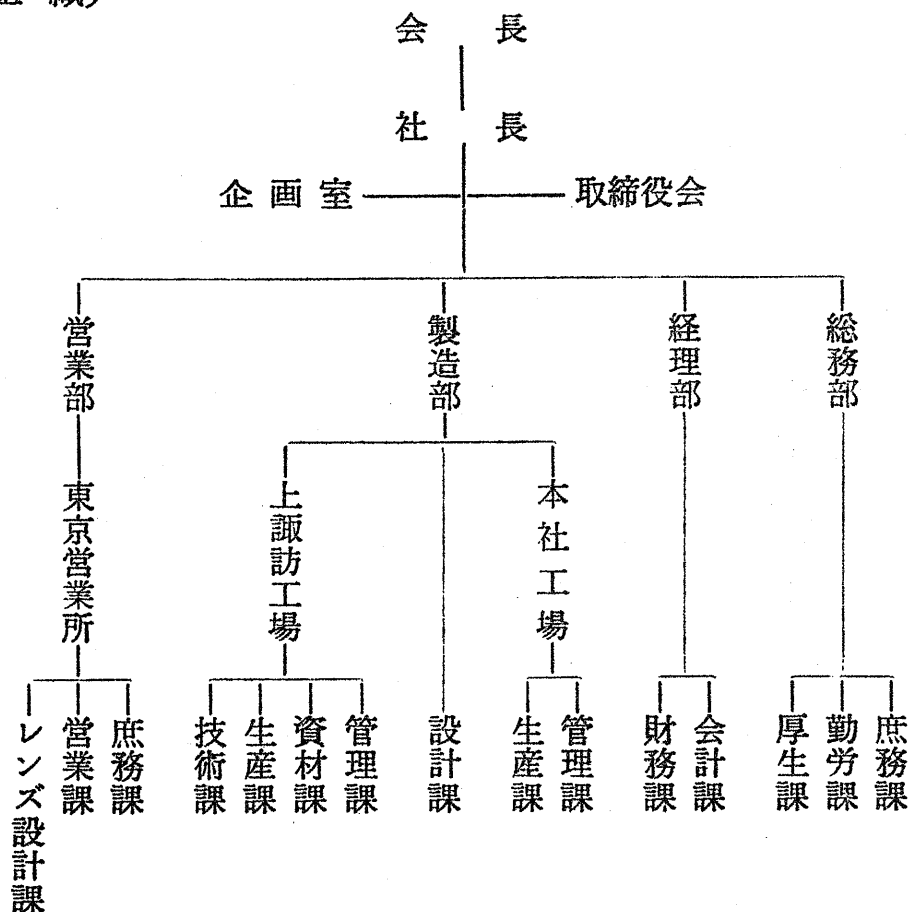 会長
社長
企画室
取締役会
営業部
製造部
経理部
総務部
東京営業所
上諏訪工場
本社工場
レンズ設計課
営業課
庶務課
技術課
生産課
資材課
管理課
設計課
生産課
管理課
財務課
会計課
厚生課
勤労課
庶務課